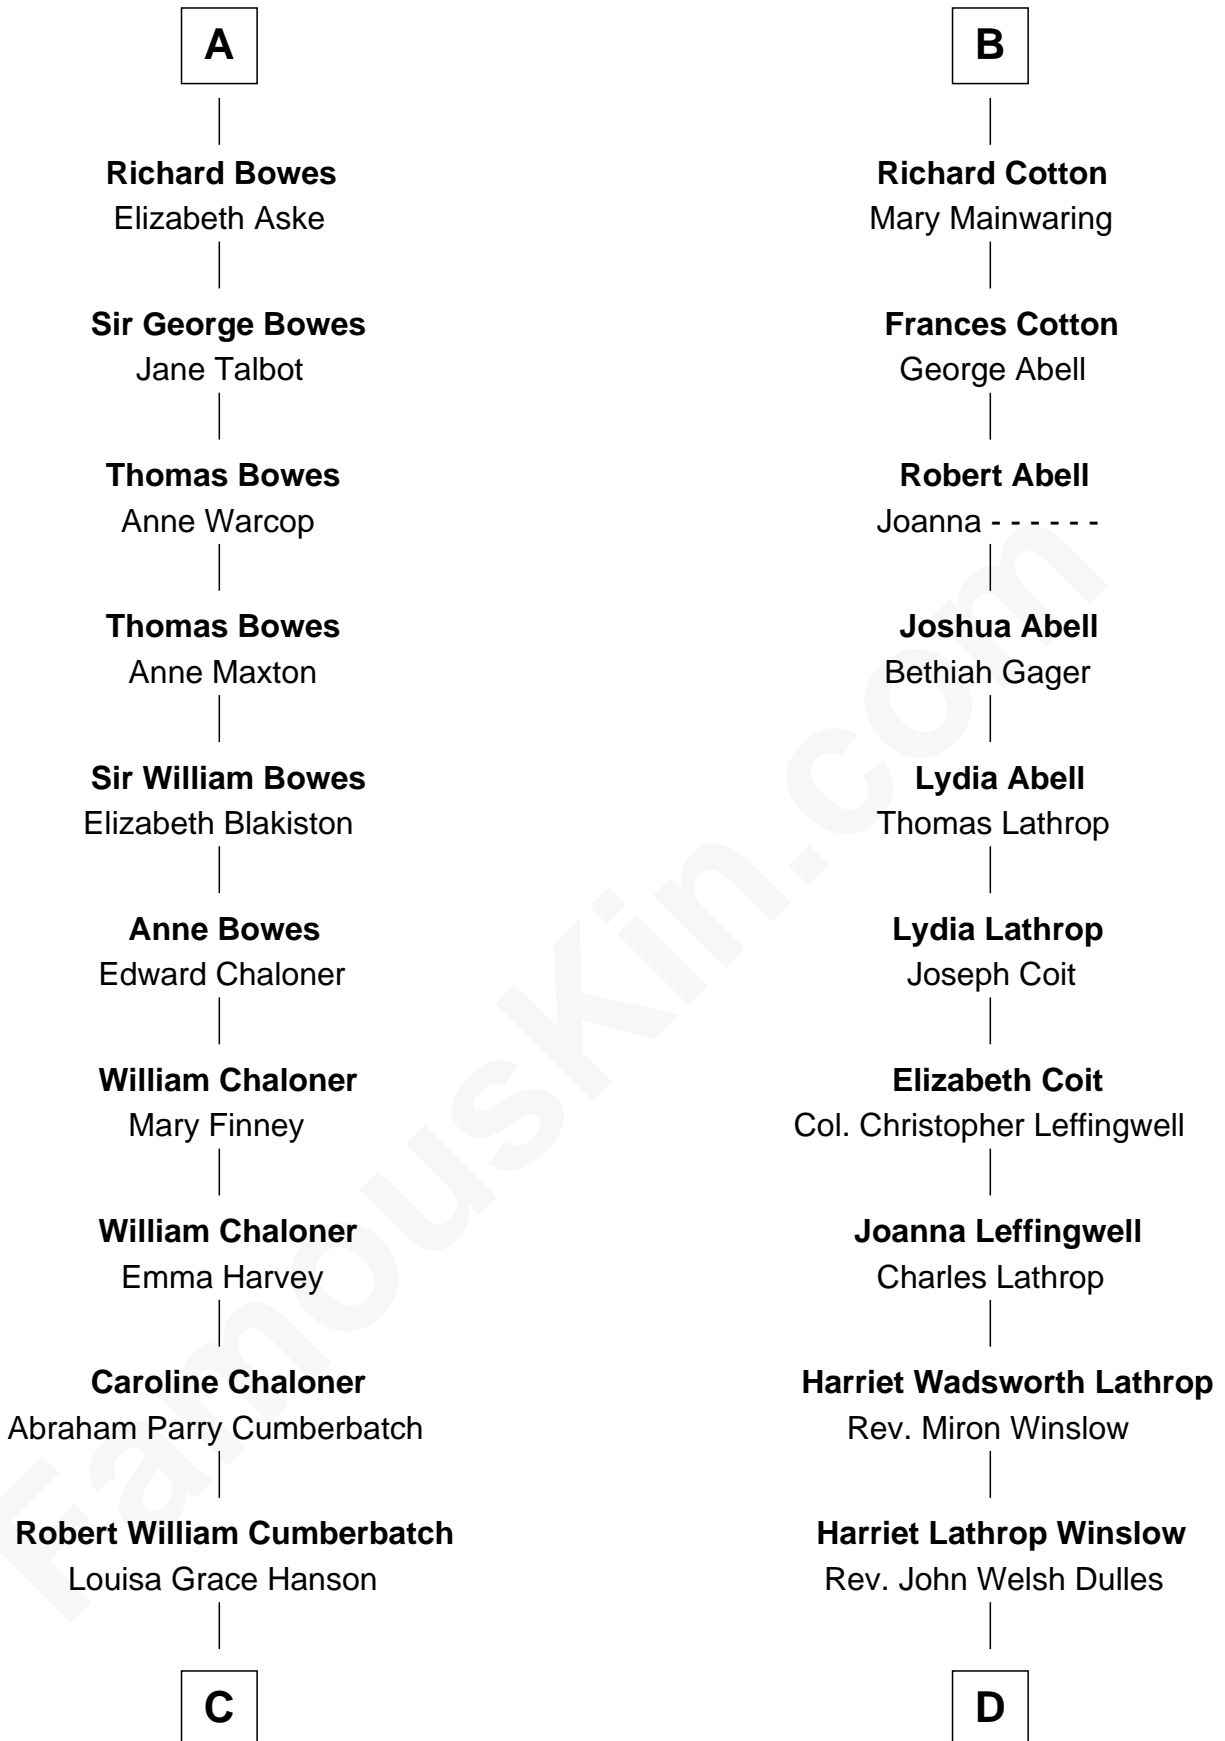 A
Richard Bowes
Elizabeth Aske
Sir George Bowes
Jane Talbot
Thomas Bowes
Anne Warcop
Thomas Bowes
Anne Maxton
Sir William Bowes
Elizabeth Blakiston
Anne Bowes
Edward Chaloner
William Chaloner
Mary Finney
William Chaloner
Emma Harvey
Caroline Chaloner
Abraham Parry Cumberbatch
Robert William Cumberbatch
Louisa Grace Hanson
C
B
Richard Cotton
Mary Mainwaring
Frances Cotton
George Abell
Robert Abell
Joanna - - - - - -
Joshua Abell
Bethiah Gager
Lydia Abell
Thomas Lathrop
Lydia Lathrop
Joseph Coit
Elizabeth Coit
Col. Christopher Leffingwell
Joanna Leffingwell
Charles Lathrop
Harriet Wadsworth Lathrop
Rev. Miron Winslow
Harriet Lathrop Winslow
Rev. John Welsh Dulles
D
FamousKin.com